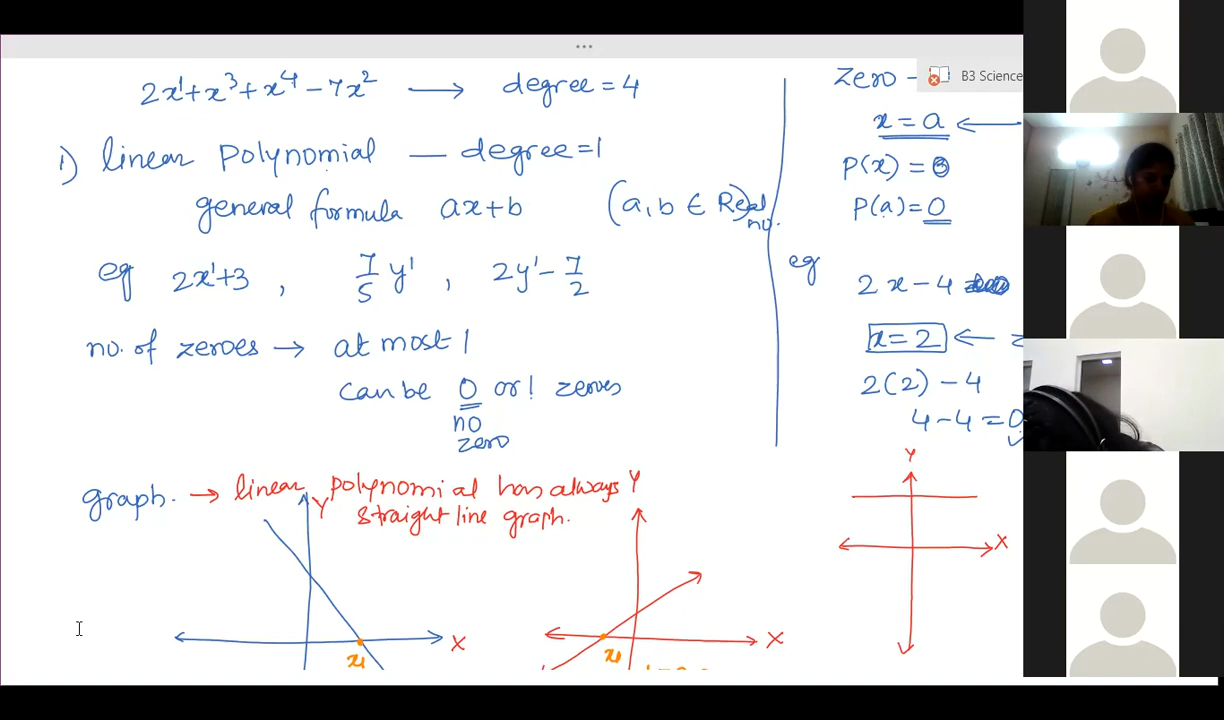 2x¹+x³+x⁴−7x² ⟶ degree=4
1) linear polynomial — degree=1
general formula ax+b (a,b ∈ Real no.)
eg 2x¹+3, 7/5 y¹, 2y¹−7/2
no. of zeroes → at most 1
can be 0 or 1 zeroes
no
zero
graph. → linear polynomial has always
straight line graph.
Y
X
x₁
Y
X
x₁
zero −
B3 Science
x=a ←
P(x)=0
P(a)=0
eg
2x−4
x=2 ←
2(2)−4
4−4=0
Y
X